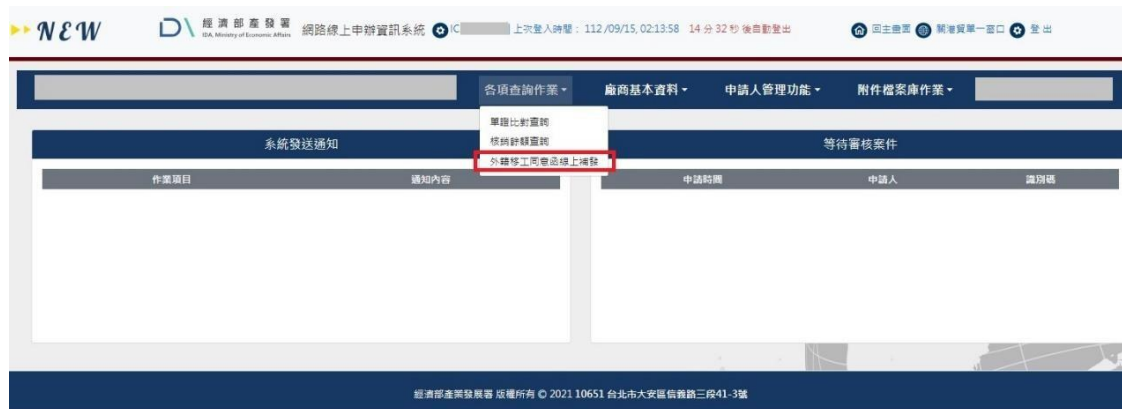 NEW
經濟部產發署
IDA, Ministry of Economic Affairs
網路線上申辦資訊系統 IC 上次登入時間：112/09/15, 02:13:58 14 分 32 秒 後自動登出 回主畫面 關港貿單一窗口 登出
各項查詢作業 廠商基本資料 申請人管理功能 附件檔案庫作業
單證比對查詢
核銷餘額查詢
外籍移工同意函線上補發
系統發送通知 等待審核案件
作業項目 通知內容 申請時間 申請人 識別碼
經濟部產業發展署 版權所有 © 2021 10651 台北市大安區信義路三段41-3號